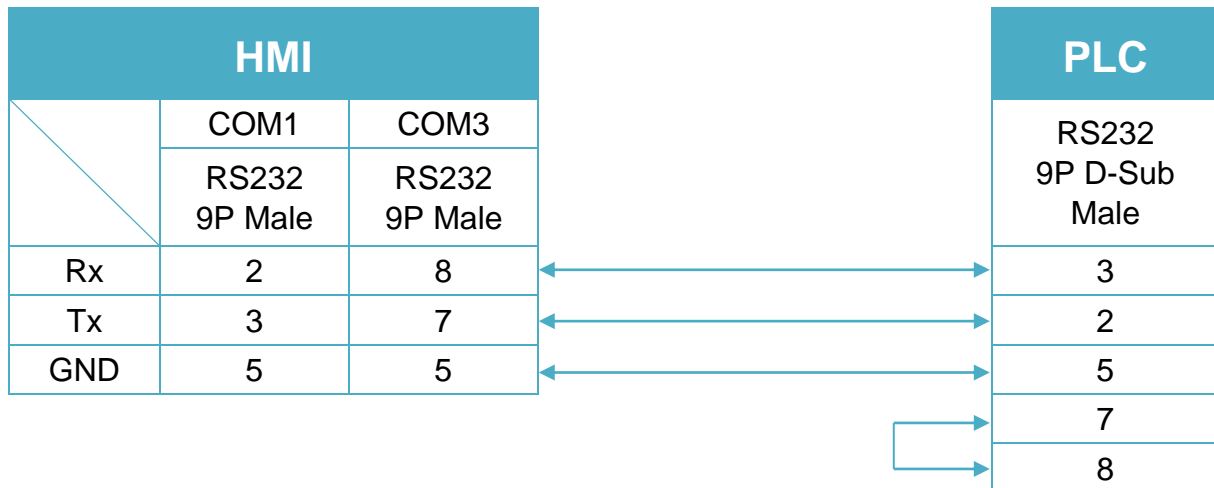 HMI
PLC
COM1 COM3
RS232
9P D-Sub
Male
RS232 RS232
9P Male 9P Male
Rx 2 8 3
Tx 3 7 2
GND 5 5 5
7
8